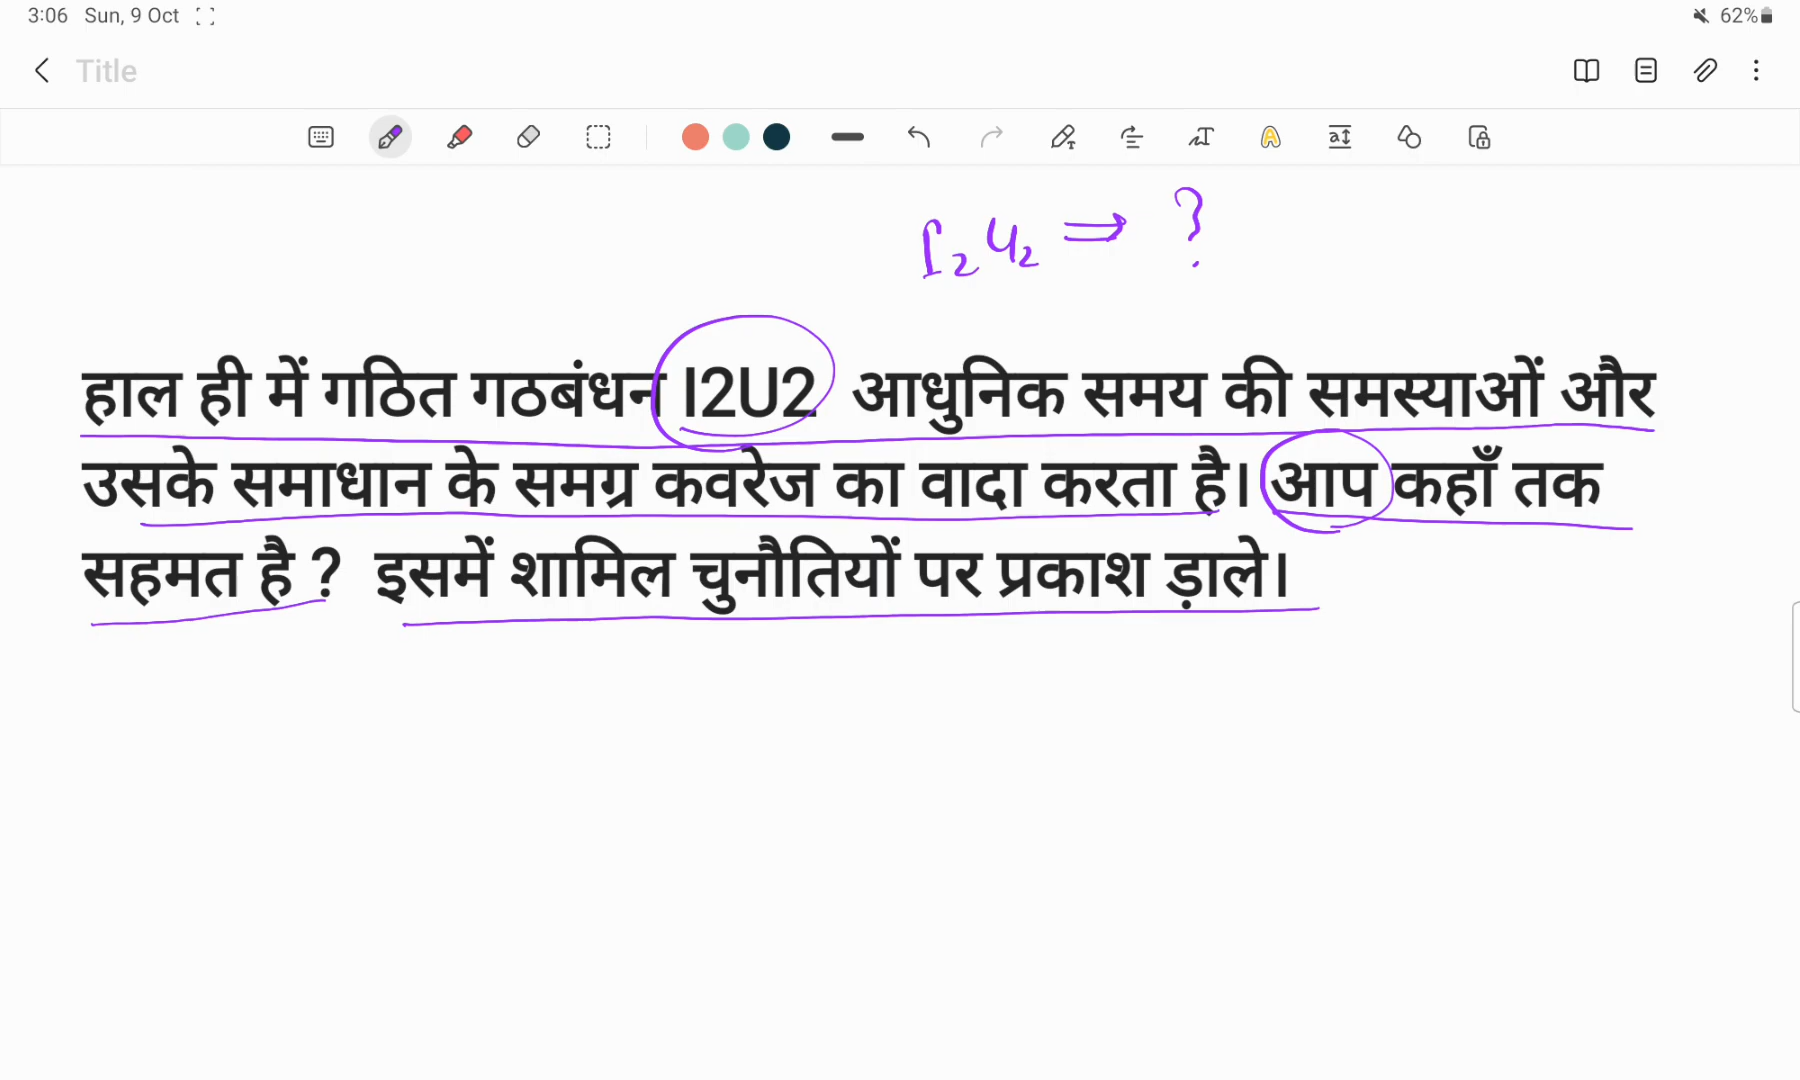 3:06 Sun, 9 Oct 62%
Title
I2U2 ⇒ ?
हाल ही में गठित गठबंधन I2U2 आधुनिक समय की समस्याओं और
उसके समाधान के समग्र कवरेज का वादा करता है। आप कहाँ तक
सहमत है ? इसमें शामिल चुनौतियों पर प्रकाश ड़ाले।